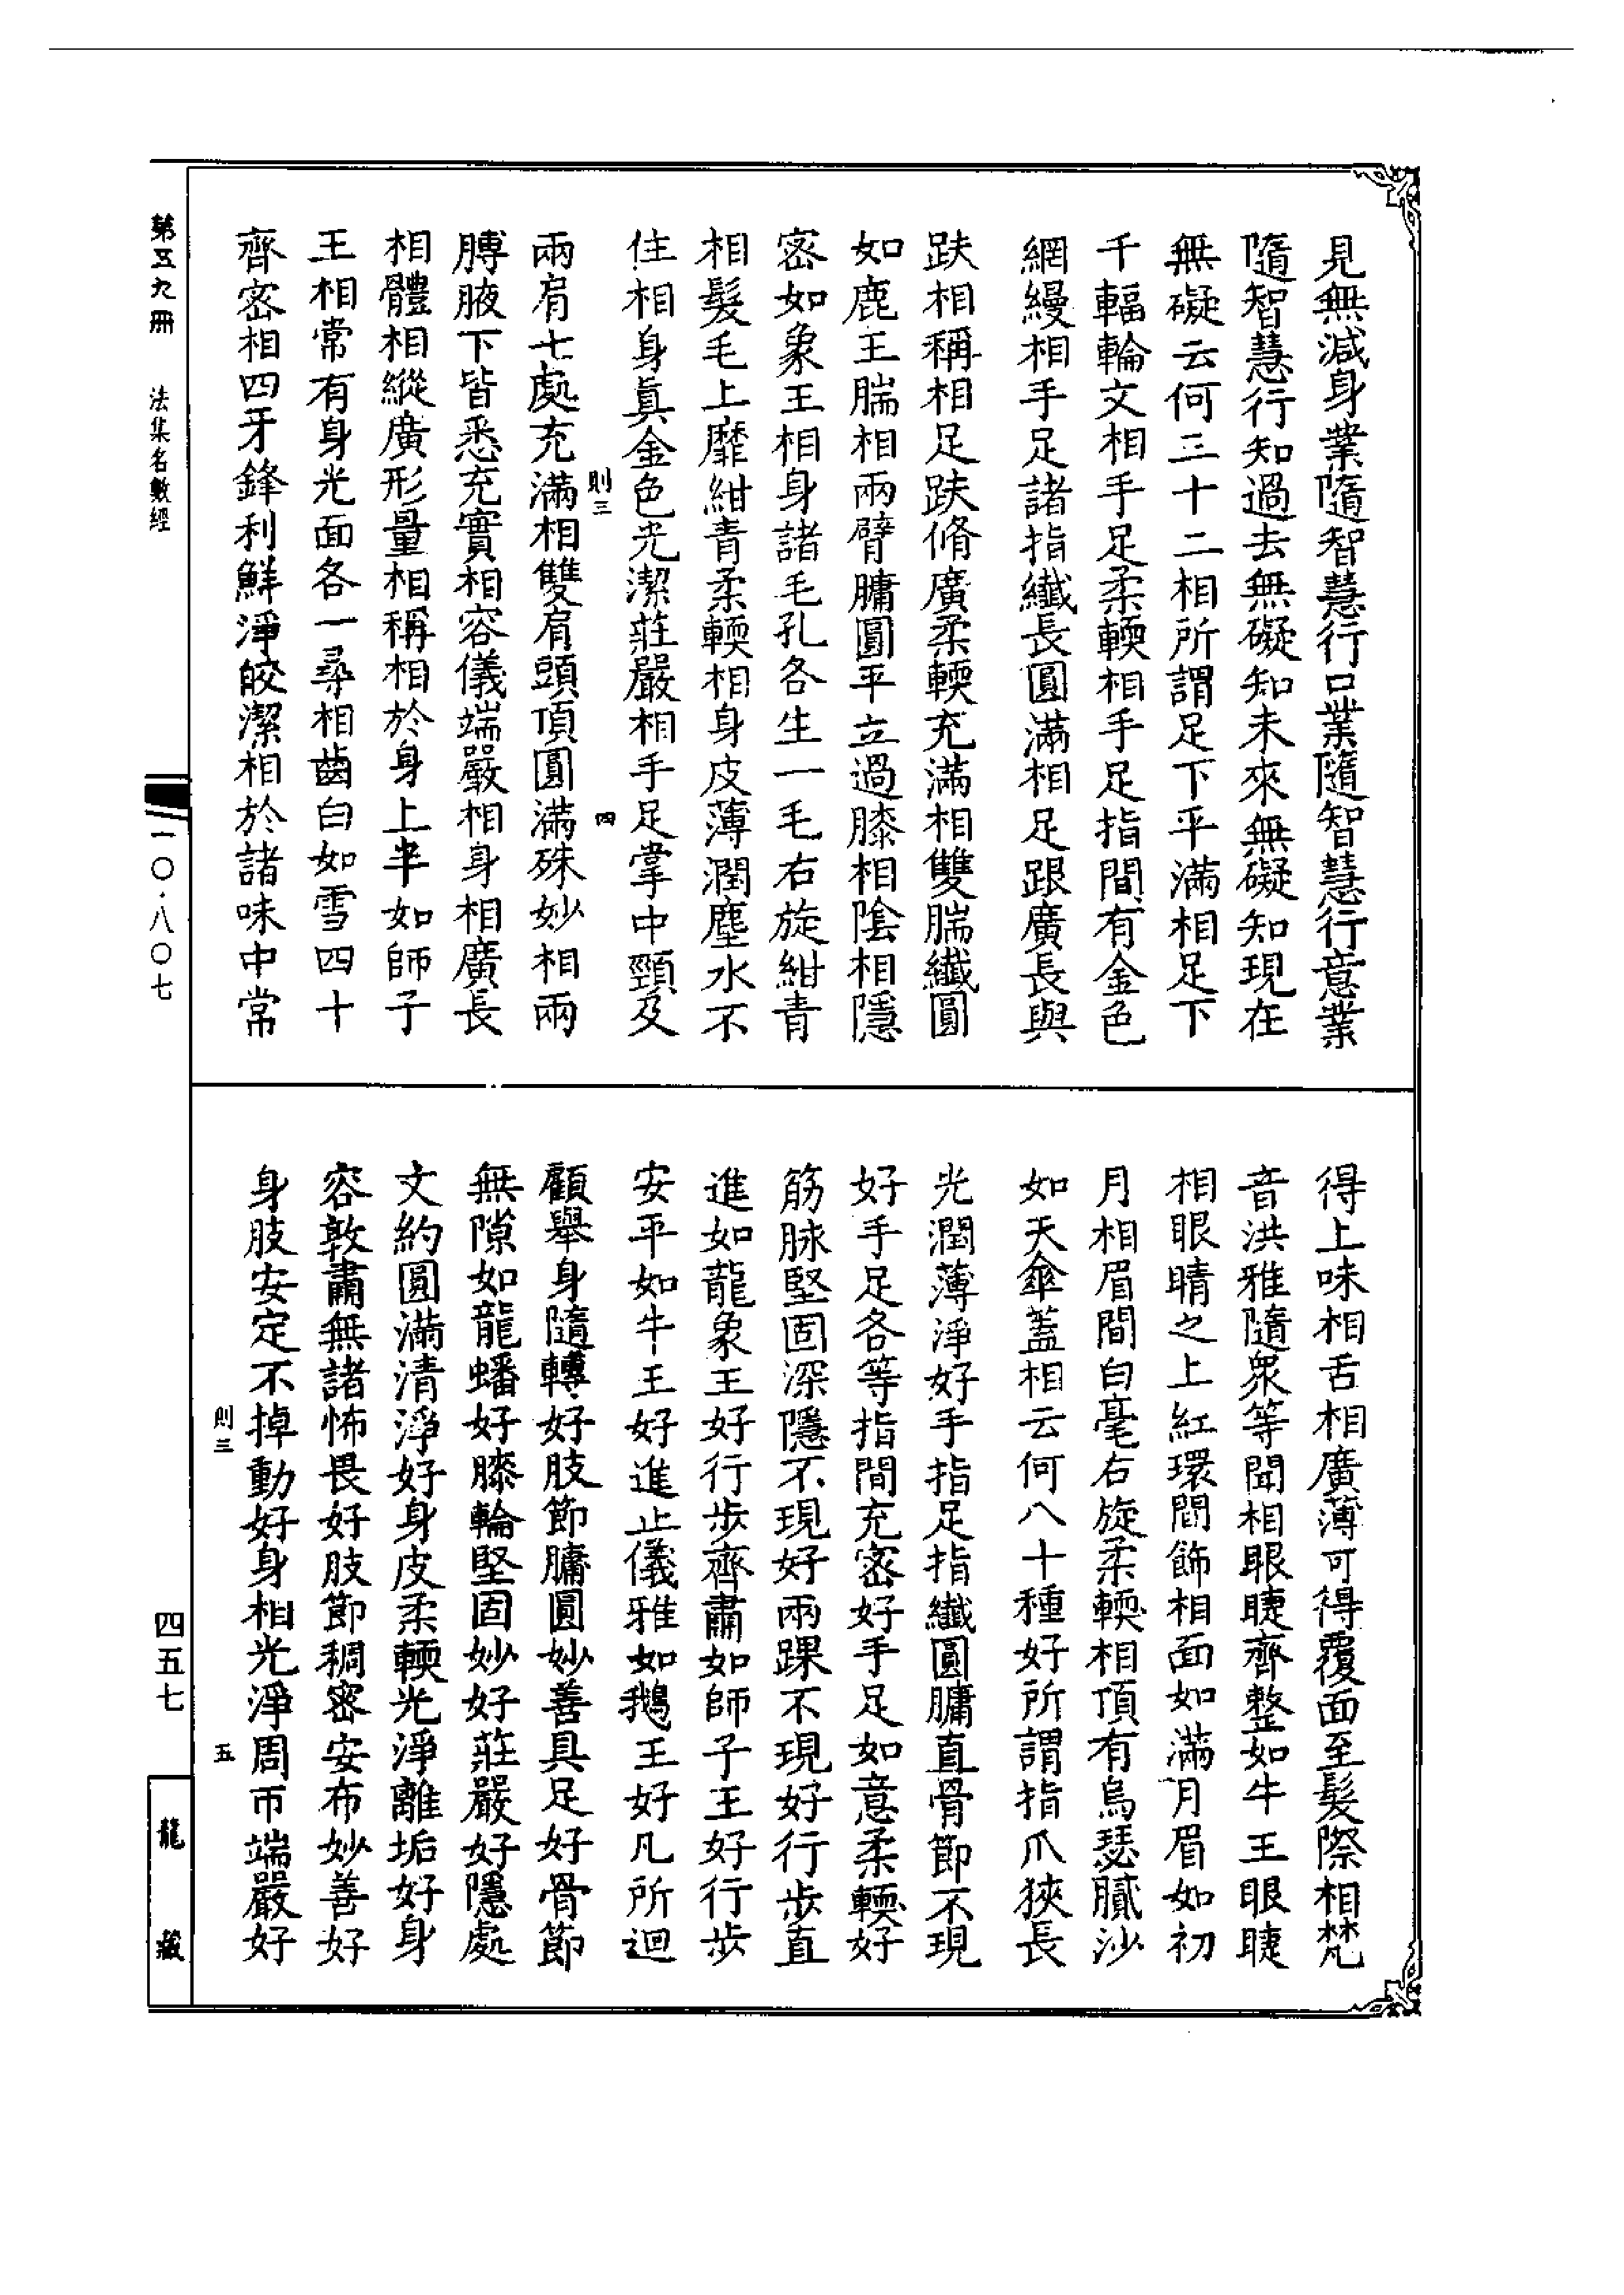 見無減身業隨智慧行口業隨智慧行意業
隨智慧行知過去無礙知未來無礙知現在
無礙云何三十二相所謂足下平滿相足下
千輻輪文相手足柔輭相手足指間有金色
網縵相手足諸指纖長圓滿相足跟廣長與
趺相稱相足趺脩廣柔輭充滿相雙腨纖圓
如鹿王腨相兩臂𦟛圓平立過膝相陰相隱
密如象王相身諸毛孔各生一毛右旋紺青
相髮毛上靡紺青柔輭相身皮薄潤塵水不
住相身真金色光潔莊嚴相手足掌中頸及
則三
四
兩肩七處充滿相雙肩頭頂圓滿殊妙相兩
膊腋下皆悉充實相容儀端嚴相身相廣長
相體相縱廣形量相稱相於身上半如師子
王相常有身光面各一尋相齒白如雪四十
齊密相四牙鋒利鮮淨皎潔相於諸味中常
得上味相舌相廣薄可得覆面至髮際相梵
音洪雅隨眾等聞相眼睫齊整如牛王眼睫
相眼睛之上紅環間飾相面如滿月眉如初
月相眉間白毫右旋柔輭相頂有烏瑟膩沙
如天傘蓋相云何八十種好所謂指爪狹長
光潤薄淨好手指足指纖圓𦟛直骨節不現
好手足各等指間充密好手足如意柔輭好
筋脉堅固深隱不現好兩踝不現好行步直
進如龍象王好行步齊肅如師子王好行步
安平如牛王好進止儀雅如鵝王好凡所迴
顧舉身隨轉好肢節𦟛圓妙善具足好骨節
無隙如龍蟠好膝輪堅固妙好莊嚴好隱處
文約圓滿清淨好身皮柔輭光淨離垢好身
容敦肅無諸怖畏好肢節稠密安布妙善好
身肢安定不掉動好身相光淨周帀端嚴好
則三
五
第五九冊
法集名數經
一〇·八〇七
四五七
龍藏